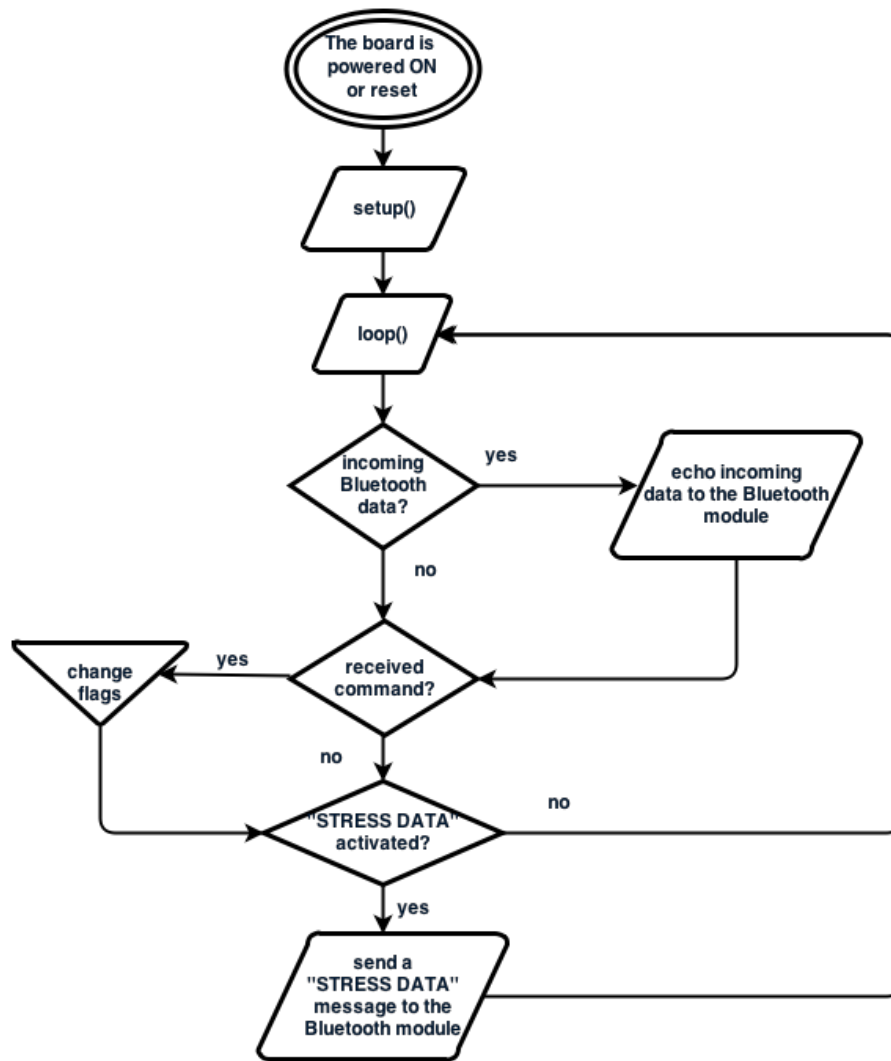 The board is
powered ON
or reset
setup()
loop()
incoming
Bluetooth
data?
yes
echo incoming
data to the Bluetooth
module
no
received
command?
yes
change
flags
no
"STRESS DATA"
activated?
no
yes
send a
"STRESS DATA"
message to the
Bluetooth module